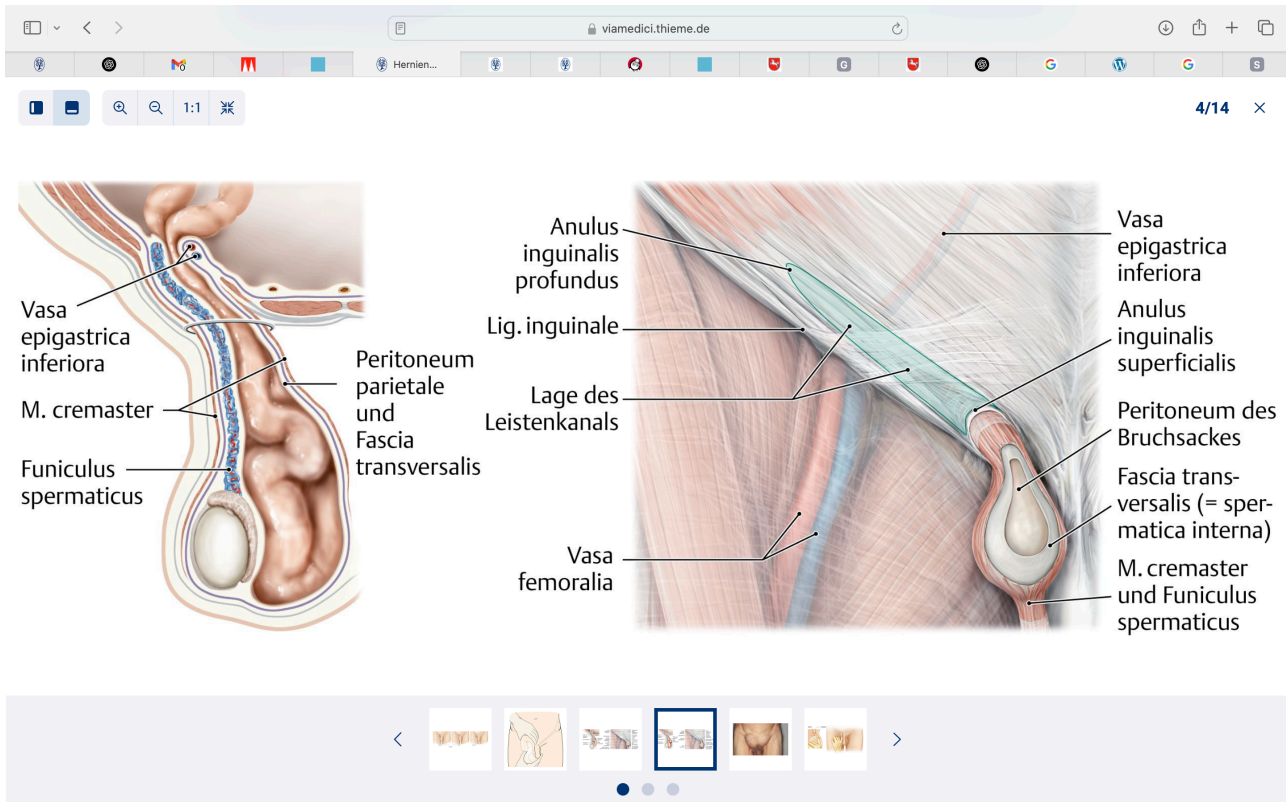 viamedici.thieme.de
Hernien...
G
S
1:1
4/14
Vasa
epigastrica
inferiora
M. cremaster
Funiculus
spermaticus
Peritoneum
parietale
und
Fascia
transversalis
Anulus
inguinalis
profundus
Lig. inguinale
Lage des
Leistenkanals
Vasa
femoralia
Vasa
epigastrica
inferiora
Anulus
inguinalis
superficialis
Peritoneum des
Bruchsackes
Fascia trans-
versalis (= sper-
matica interna)
M. cremaster
und Funiculus
spermaticus